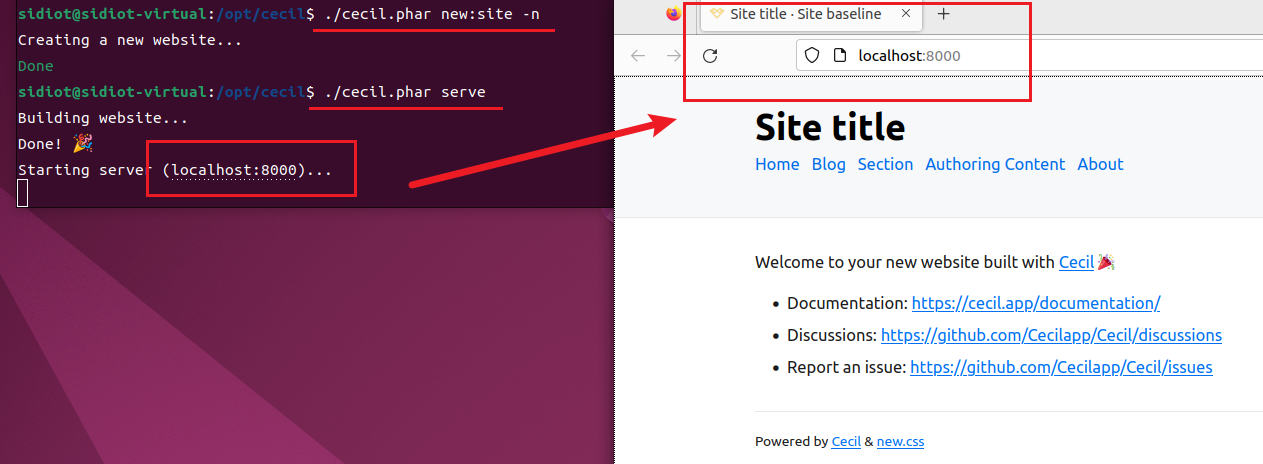 sidiot@sidiot-virtual:/opt/cecil$ ./cecil.phar new:site -n
Creating a new website...
Done
sidiot@sidiot-virtual:/opt/cecil$ ./cecil.phar serve
Building website...
Done! 🎉
Starting server (localhost:8000)...
Site title · Site baseline
localhost:8000
Site title
Home Blog Section Authoring Content About
Welcome to your new website built with Cecil 🎉
• Documentation: https://cecil.app/documentation/
• Discussions: https://github.com/Cecilapp/Cecil/discussions
• Report an issue: https://github.com/Cecilapp/Cecil/issues
Powered by Cecil & new.css